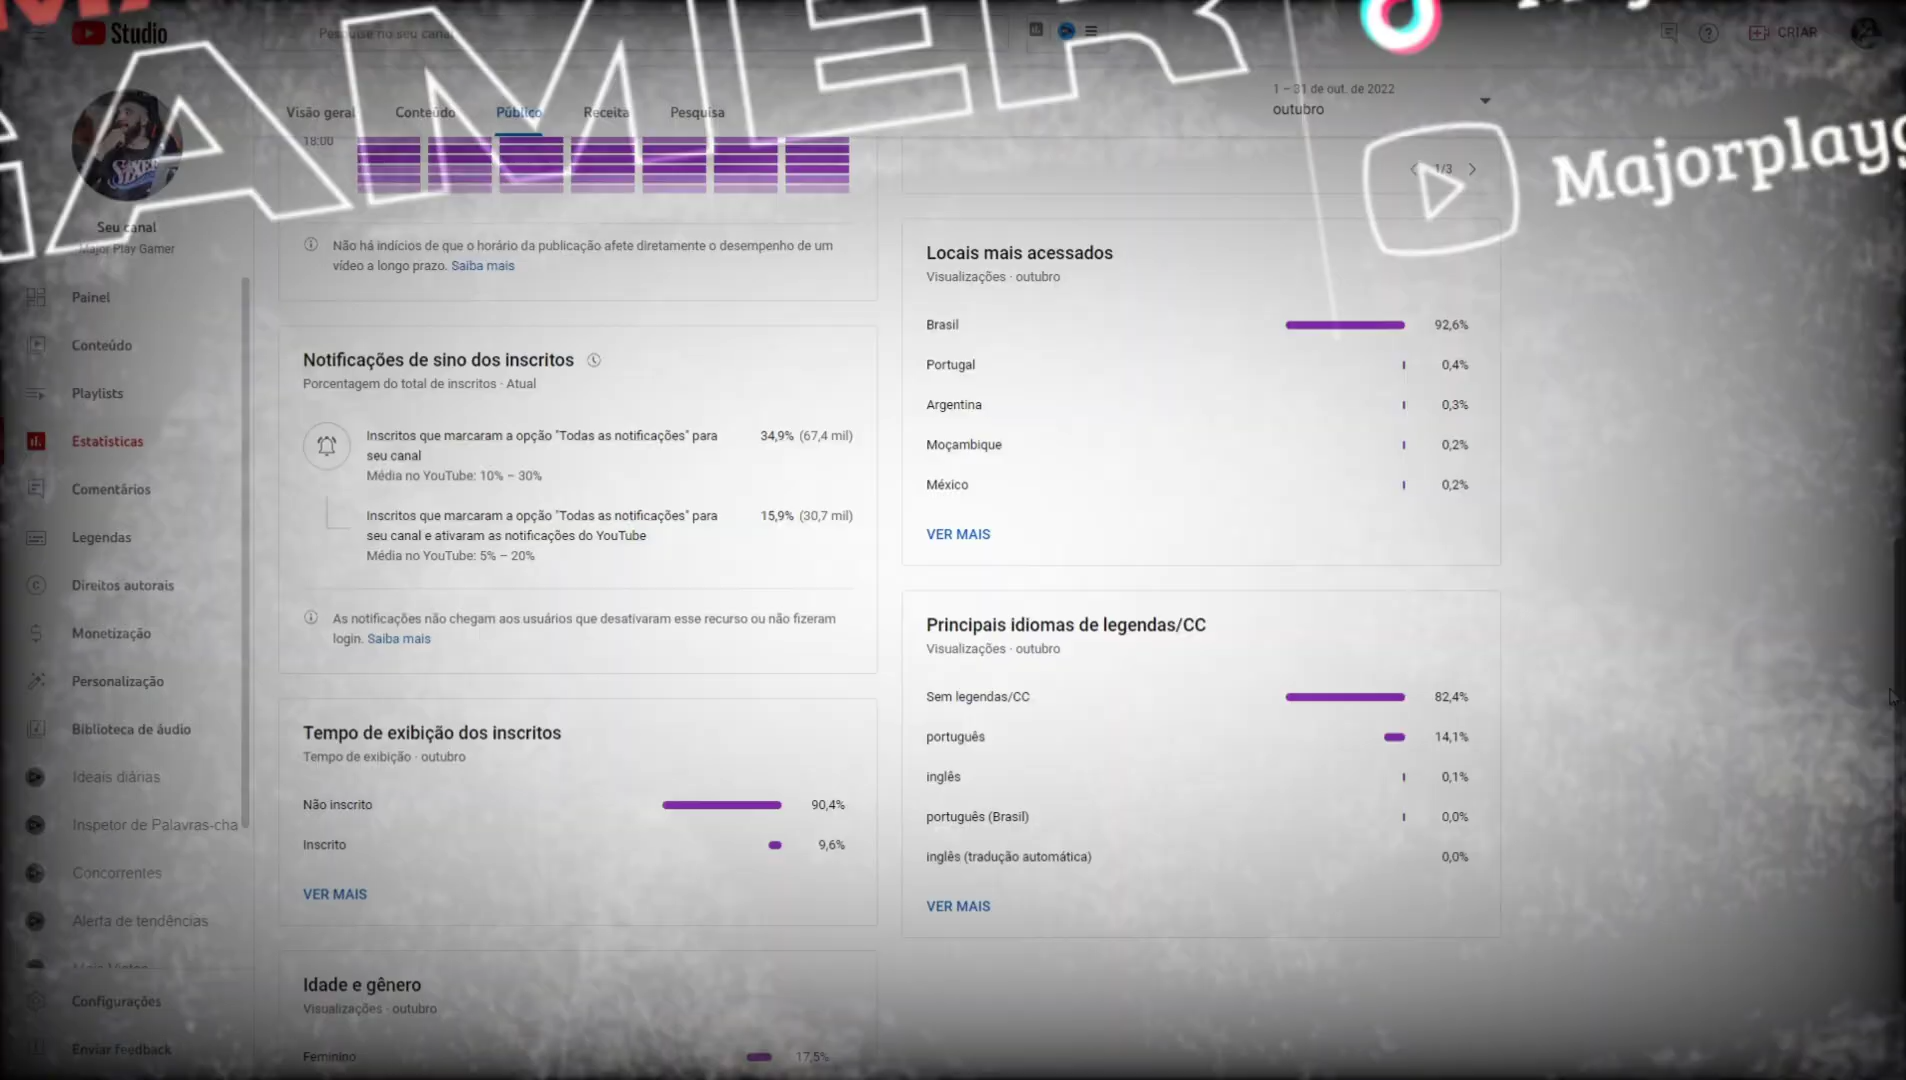 GAMER
Studio
Pesquise no seu canal
CRIAR
Majorplay
Seu canal
Major Play Gamer
Painel
Conteúdo
Playlists
Estatísticas
Comentários
Legendas
Direitos autorais
Monetização
Personalização
Biblioteca de áudio
Ideais diárias
Inspetor de Palavras-cha
Concorrentes
Alerta de tendências
Configurações
Enviar feedback
Visão geral
Conteúdo
Público
Receita
Pesquisa
1 – 31 de out. de 2022
outubro
18:00
Não há indícios de que o horário da publicação afete diretamente o desempenho de um
vídeo a longo prazo. Saiba mais
Notificações de sino dos inscritos
Porcentagem do total de inscritos · Atual
Inscritos que marcaram a opção "Todas as notificações" para 34,9% (67,4 mil)
seu canal
Média no YouTube: 10% – 30%
Inscritos que marcaram a opção "Todas as notificações" para 15,9% (30,7 mil)
seu canal e ativaram as notificações do YouTube
Média no YouTube: 5% – 20%
As notificações não chegam aos usuários que desativaram esse recurso ou não fizeram
login. Saiba mais
Tempo de exibição dos inscritos
Tempo de exibição · outubro
Não inscrito 90,4%
Inscrito 9,6%
VER MAIS
Idade e gênero
Visualizações · outubro
Feminino 17,5%
1/3
Locais mais acessados
Visualizações · outubro
Brasil 92,6%
Portugal 0,4%
Argentina 0,3%
Moçambique 0,2%
México 0,2%
VER MAIS
Principais idiomas de legendas/CC
Visualizações · outubro
Sem legendas/CC 82,4%
português 14,1%
inglês 0,1%
português (Brasil) 0,0%
inglês (tradução automática) 0,0%
VER MAIS